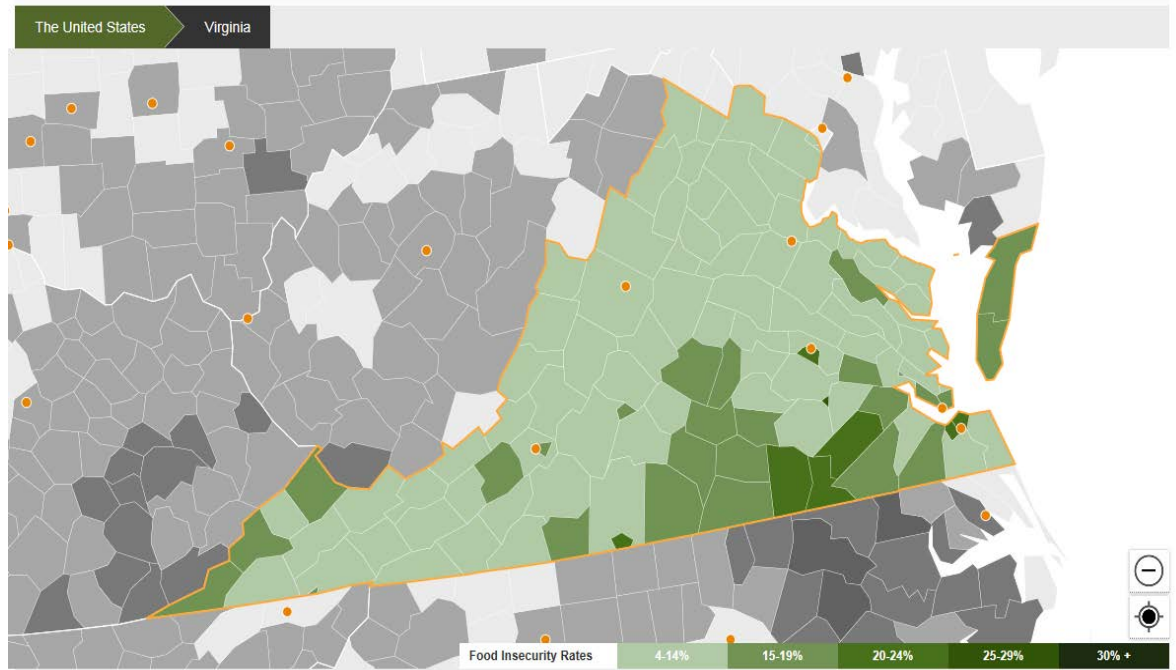 The United States Virginia
Food Insecurity Rates 4-14% 15-19% 20-24% 25-29% 30% +